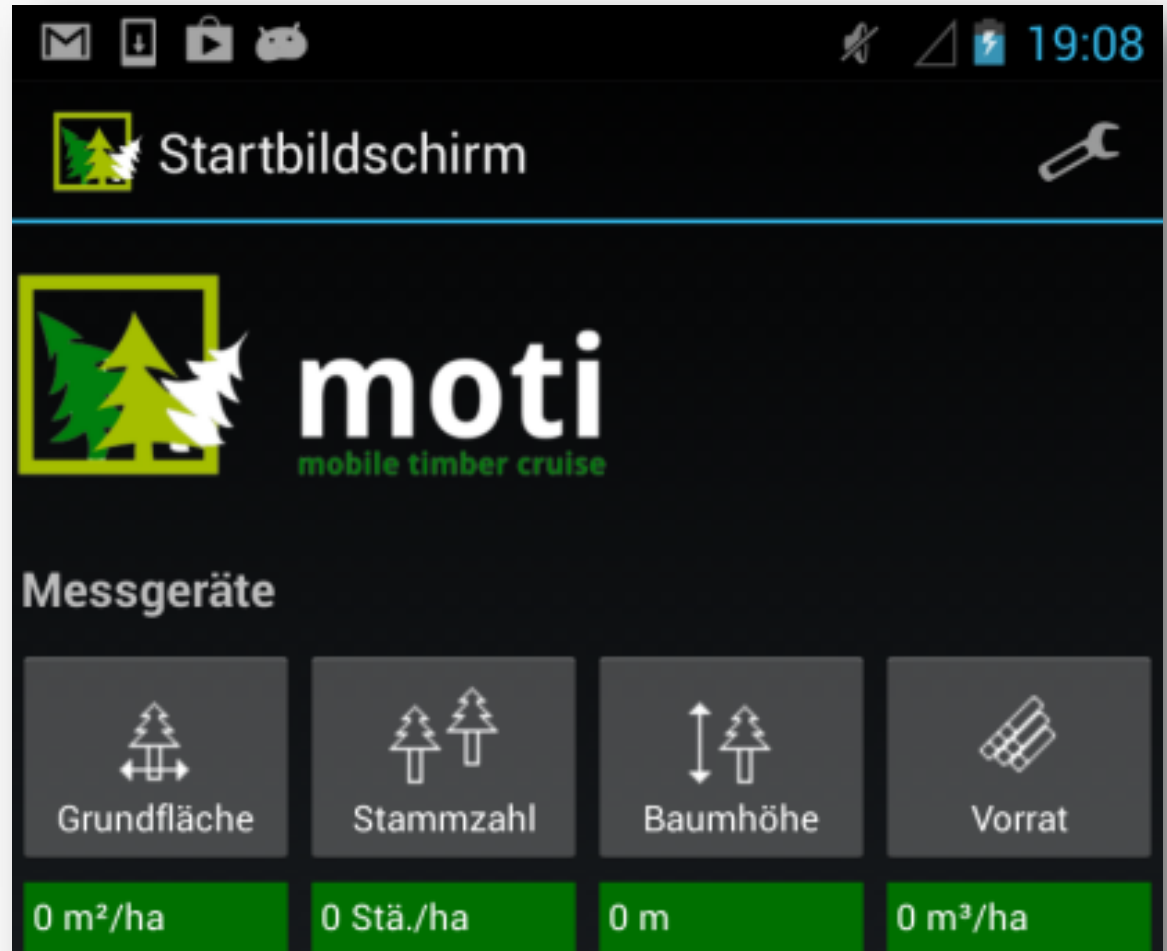 19:08
Startbildschirm
moti
mobile timber cruise
Messgeräte
Grundfläche Stammzahl Baumhöhe Vorrat
0 m²/ha 0 Stä./ha 0 m 0 m³/ha